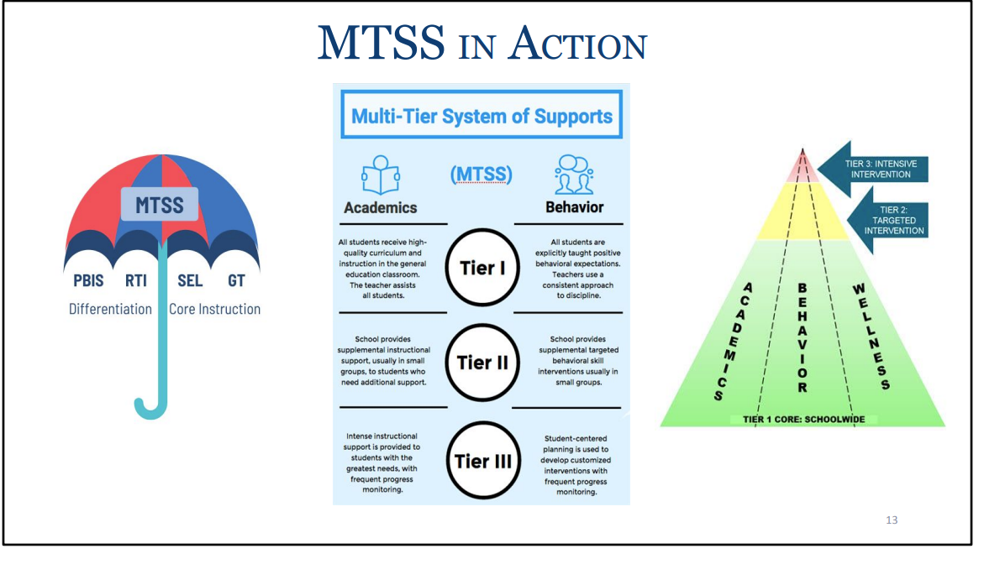 MTSS IN ACTION
MTSS
PBIS RTI SEL GT
Differentiation Core Instruction
Multi-Tier System of Supports
(MTSS)
Academics
Behavior
All students receive high-
quality curriculum and
instruction in the general
education classroom.
The teacher assists
all students.
Tier I
All students are
explicitly taught positive
behavioral expectations.
Teachers use a
consistent approach
to discipline.
School provides
supplemental instructional
support, usually in small
groups, to students who
need additional support.
Tier II
School provides
supplemental targeted
behavioral skill
interventions usually in
small groups.
Intense instructional
support is provided to
students with the
greatest needs, with
frequent progress
monitoring.
Tier III
Student-centered
planning is used to
develop customized
interventions with
frequent progress
monitoring.
TIER 3: INTENSIVE
INTERVENTION
TIER 2:
TARGETED
INTERVENTION
ACADEMICS
BEHAVIOR
WELLNESS
TIER 1 CORE: SCHOOLWIDE
13